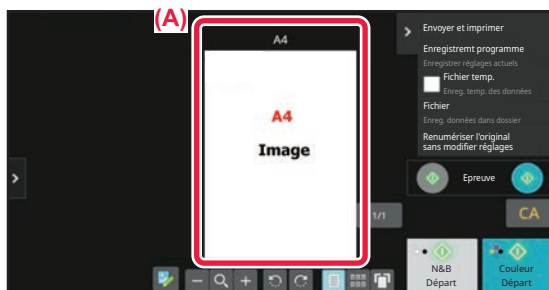 (A)
A4
A4
Image
1/1
Envoyer et imprimer
Enregistremt programme
Enregistrer réglages actuels
Fichier temp.
Enreg. temp. des données
Fichier
Enreg. données dans dossier
Renumériser l'original
sans modifier réglages
Epreuve
CA
N&B
Départ
Couleur
Départ